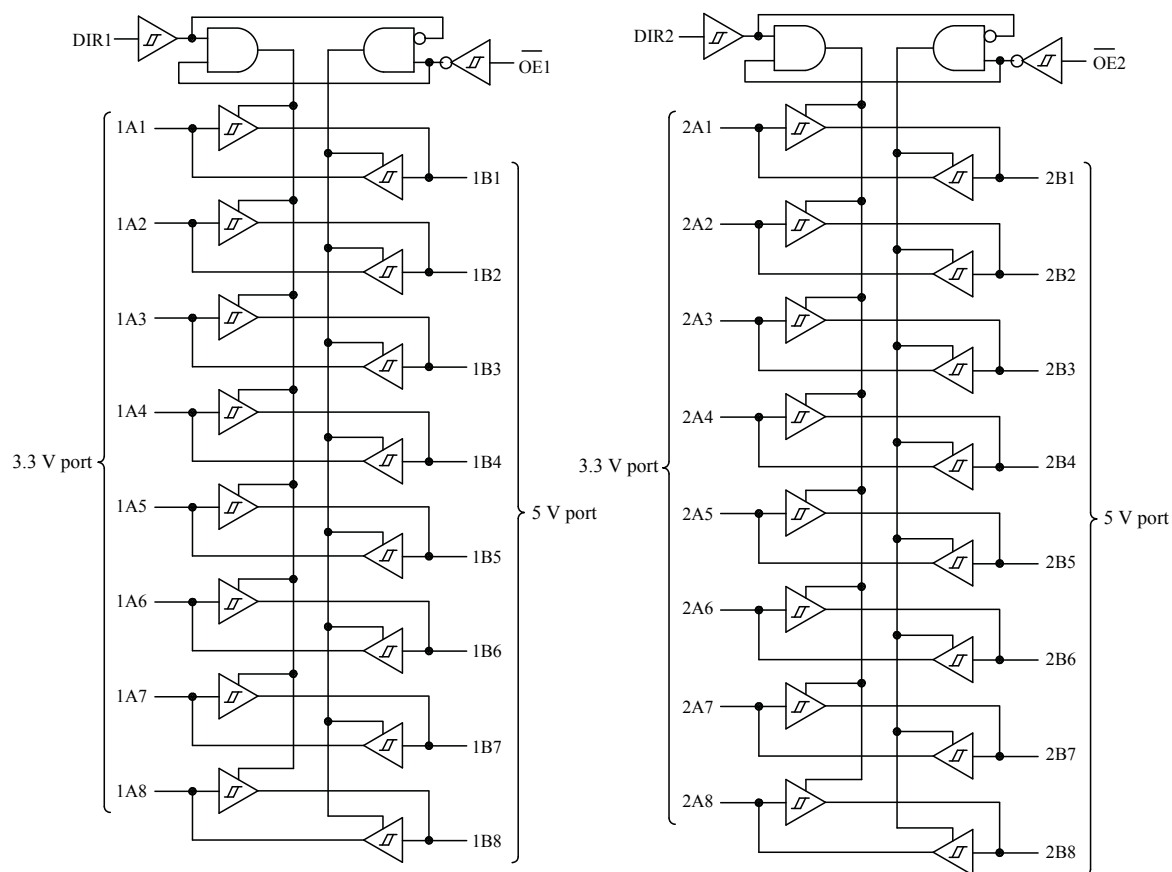 DIR1
OE1
1A1
1B1
1A2
1B2
1A3
1B3
1A4
1B4
3.3 V port
1A5
5 V port
1B5
1A6
1B6
1A7
1B7
1A8
1B8
DIR2
OE2
2A1
2B1
2A2
2B2
2A3
2B3
2A4
2B4
3.3 V port
2A5
5 V port
2B5
2A6
2B6
2A7
2B7
2A8
2B8